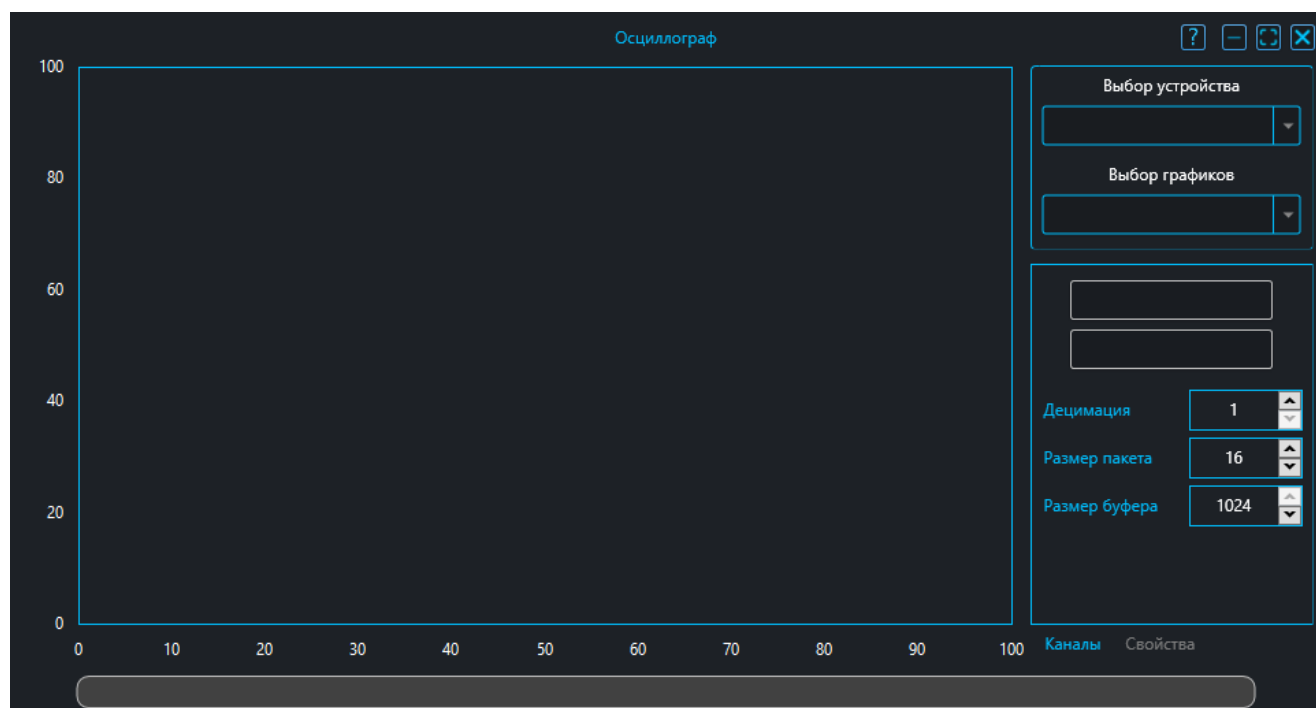 Осциллограф
?
100
80
60
40
20
0
0 10 20 30 40 50 60 70 80 90 100
Выбор устройства
Выбор графиков
Децимация 1
Размер пакета 16
Размер буфера 1024
Каналы Свойства